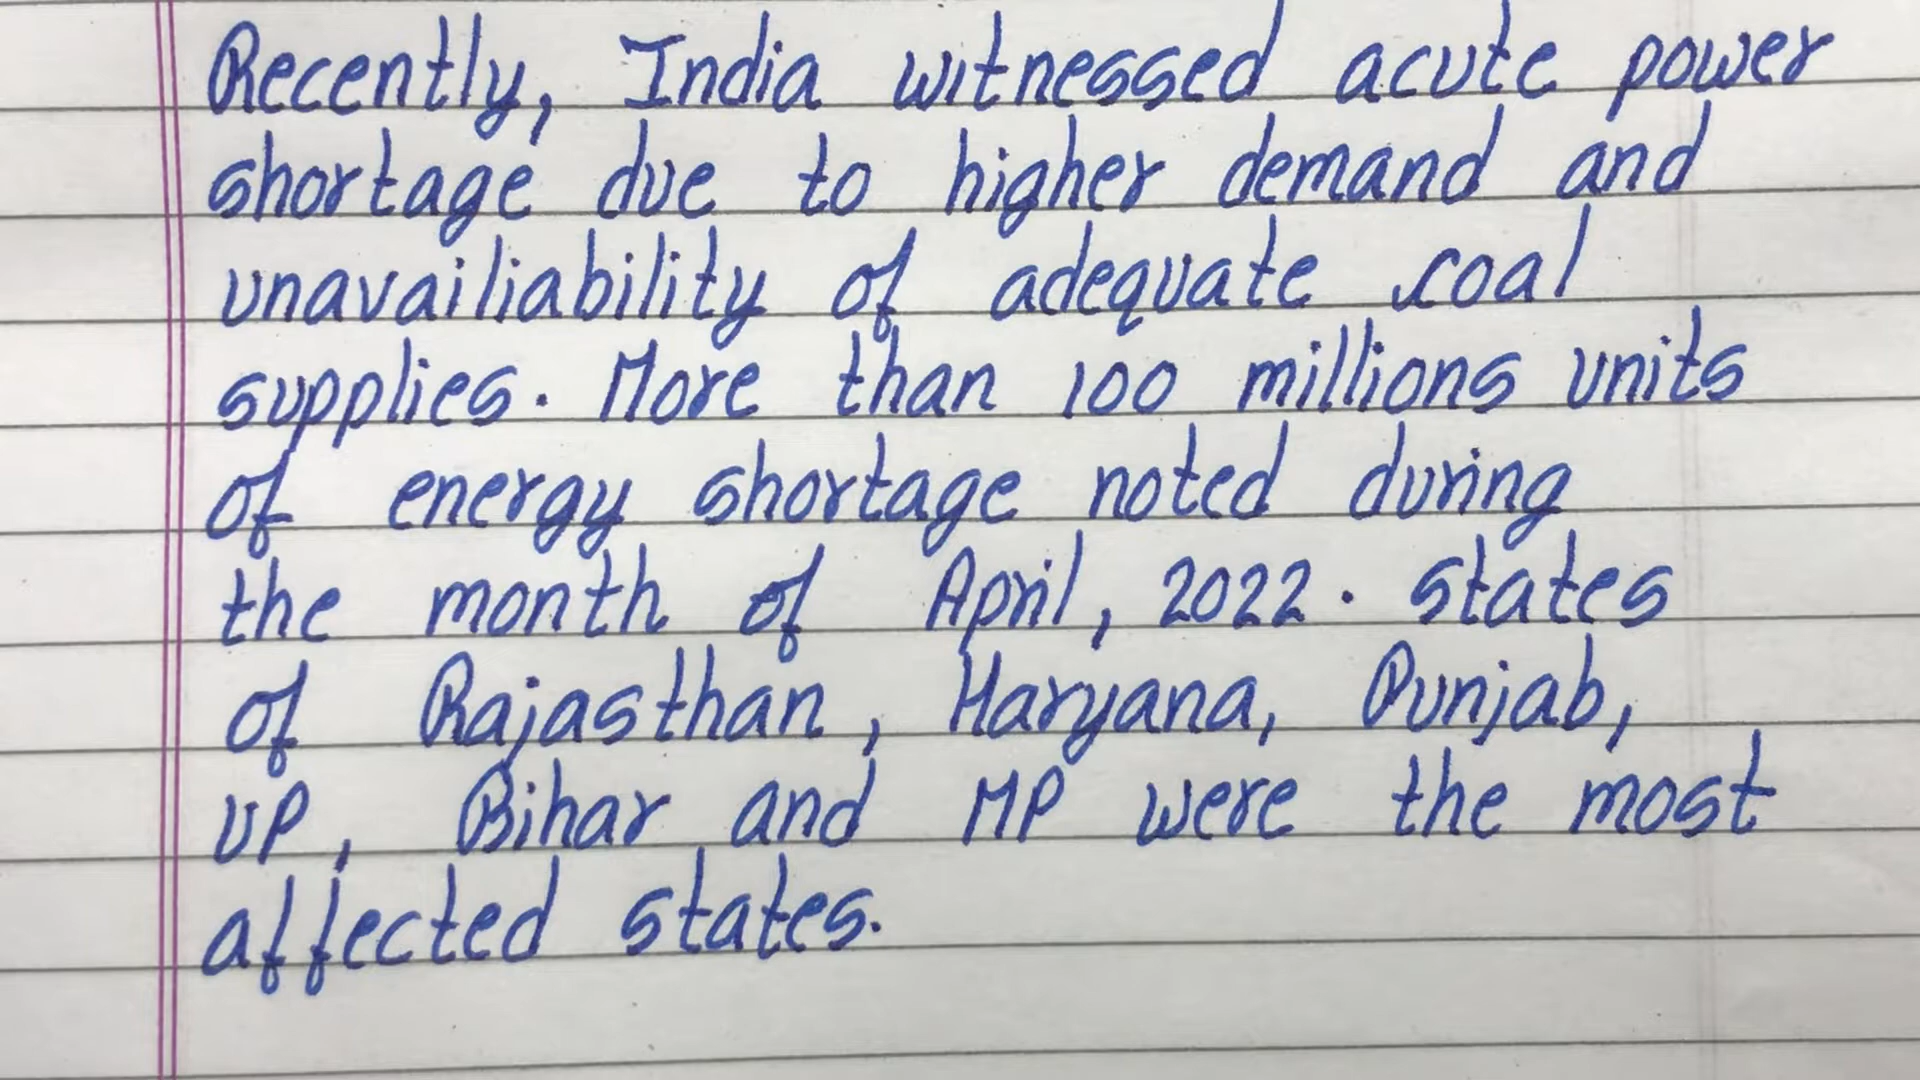 Recently, India witnessed acute power
shortage due to higher demand and
unavailiability of adequate coal
supplies. More than 100 millions units
of energy shortage noted during
the month of April, 2022. states
of Rajasthan, Haryana, Punjab,
UP, Bihar and MP were the most
affected states.